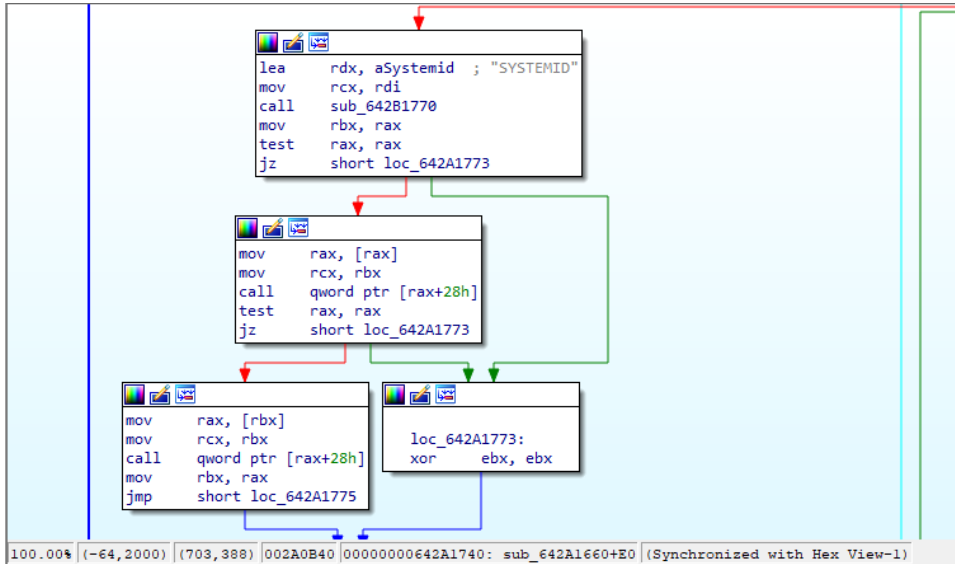 lea rdx, aSystemid ; "SYSTEMID"
mov rcx, rdi
call sub_642B1770
mov rbx, rax
test rax, rax
jz short loc_642A1773
mov rax, [rax]
mov rcx, rbx
call qword ptr [rax+28h]
test rax, rax
jz short loc_642A1773
mov rax, [rbx]
mov rcx, rbx
call qword ptr [rax+28h]
mov rbx, rax
jmp short loc_642A1775
loc_642A1773:
xor ebx, ebx
100.00% (-64,2000) (703,388) 002A0B40 00000000642A1740: sub_642A1660+E0 (Synchronized with Hex View-1)